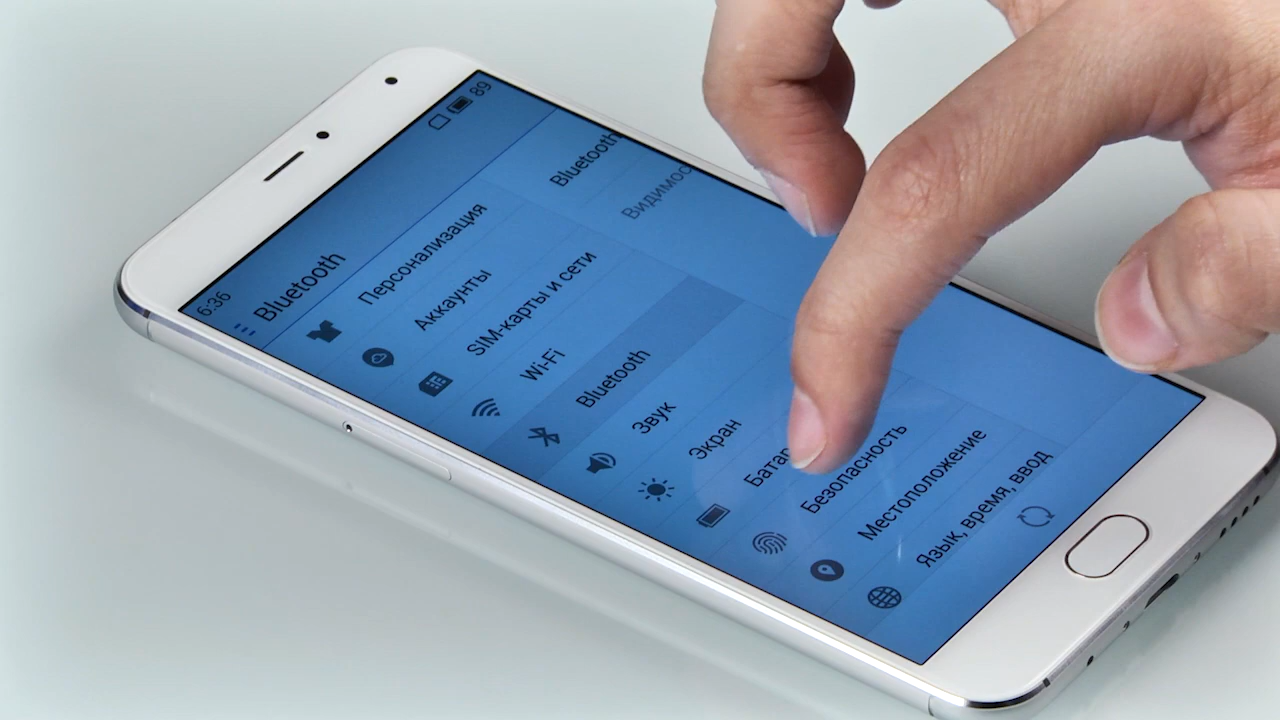 6:36
89
Bluetooth
Персонализация
Аккаунты
SIM-карты и сети
Wi-Fi
Bluetooth
Звук
Экран
Безопасность
Местоположение
Язык, время, ввод
Bluetooth